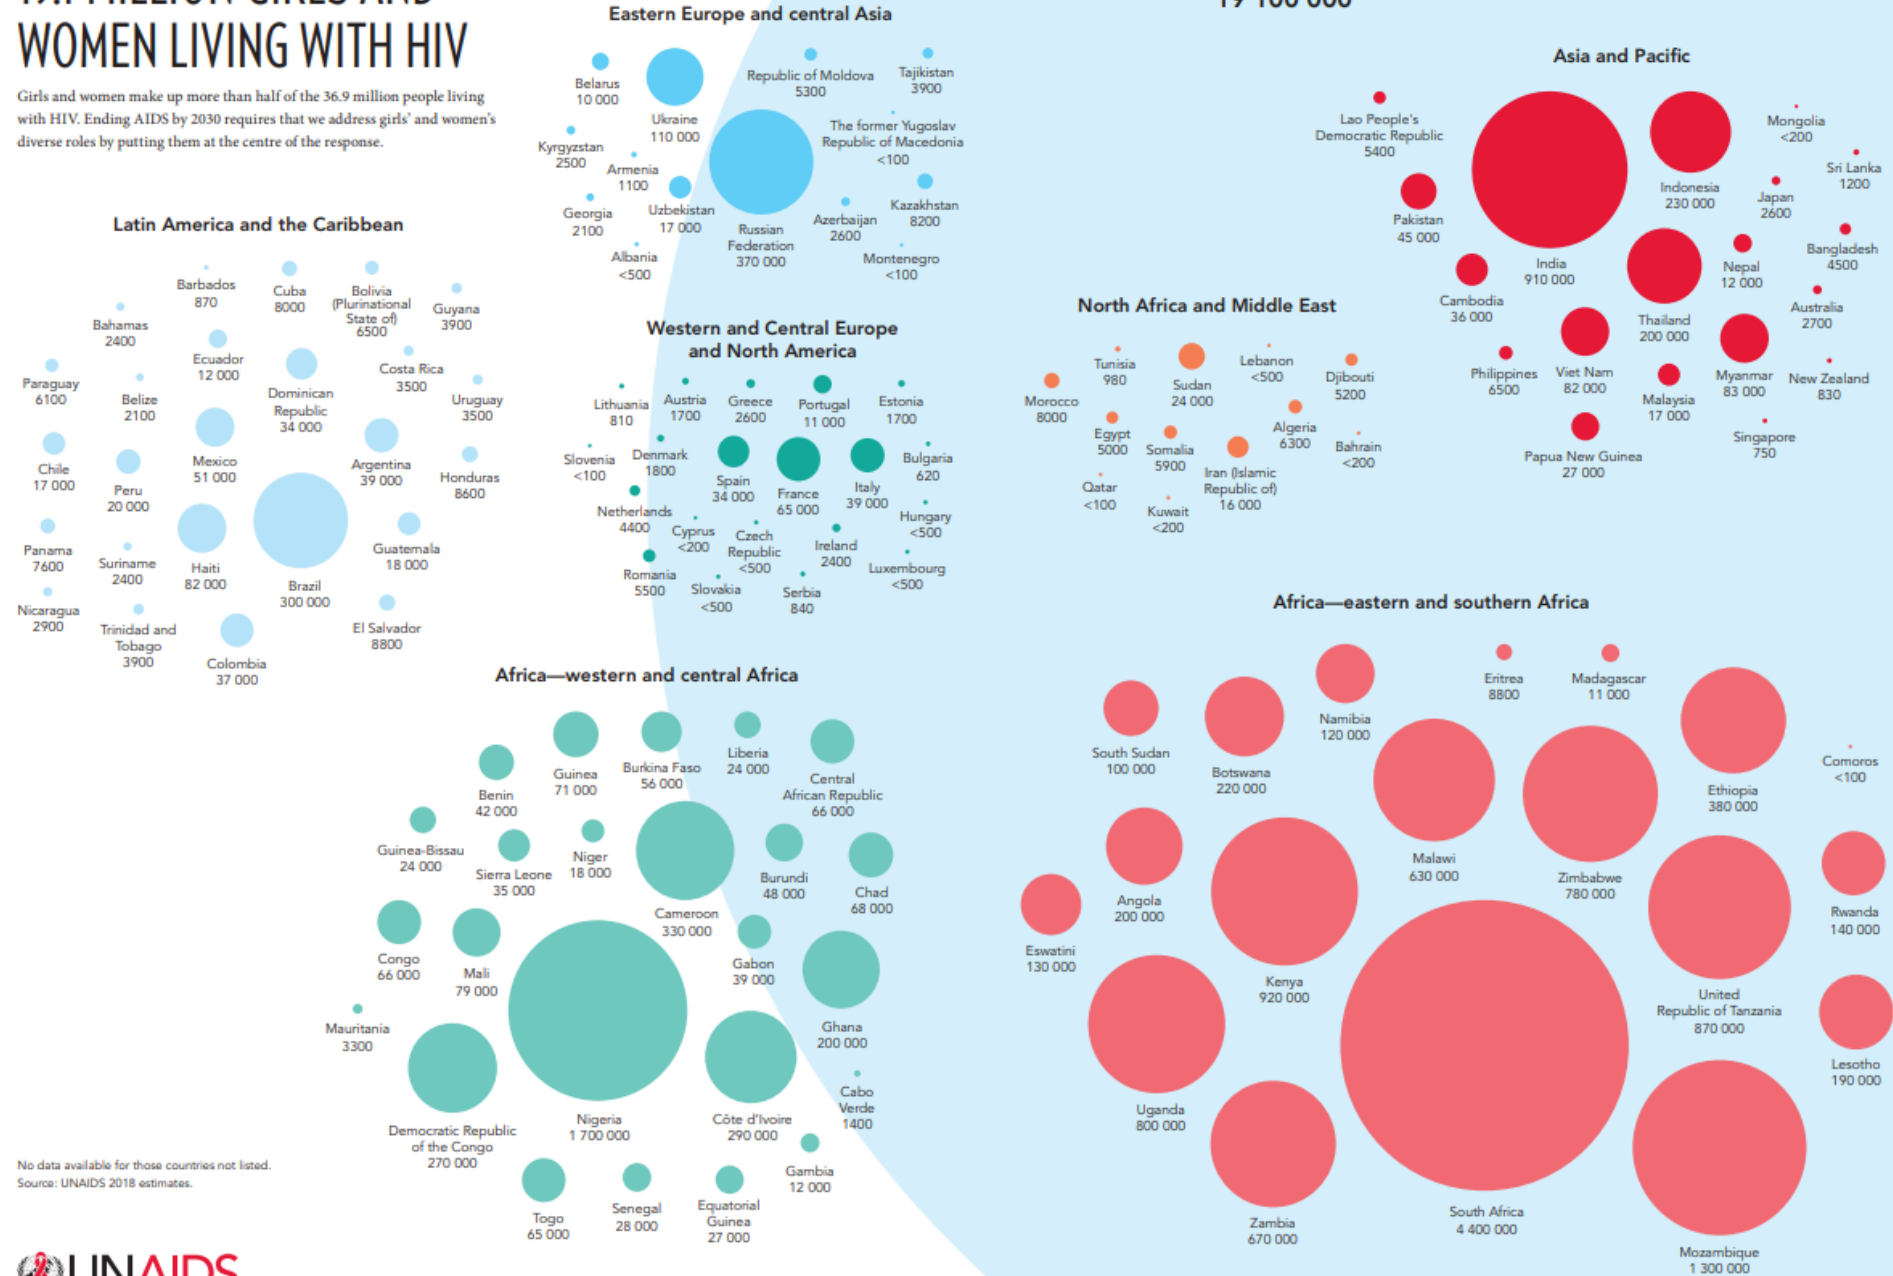 WOMEN LIVING WITH HIV
Girls and women make up more than half of the 36.9 million people living
with HIV. Ending AIDS by 2030 requires that we address girls' and women's
diverse roles by putting them at the centre of the response.
19 100 000
Latin America and the Caribbean
Barbados
870
Cuba
8000
Bolivia
(Plurinational
State of)
6500
Guyana
3900
Bahamas
2400
Ecuador
12 000
Costa Rica
3500
Paraguay
6100
Belize
2100
Dominican
Republic
34 000
Uruguay
3500
Chile
17 000
Peru
20 000
Mexico
51 000
Argentina
39 000
Honduras
8600
Panama
7600
Suriname
2400
Haiti
82 000
Brazil
300 000
Guatemala
18 000
Nicaragua
2900
Trinidad and
Tobago
3900
Colombia
37 000
El Salvador
8800
Eastern Europe and central Asia
Belarus
10 000
Ukraine
110 000
Republic of Moldova
5300
Tajikistan
3900
Kyrgyzstan
2500
Armenia
1100
The former Yugoslav
Republic of Macedonia
<100
Georgia
2100
Uzbekistan
17 000
Russian
Federation
370 000
Azerbaijan
2600
Kazakhstan
8200
Albania
<500
Montenegro
<100
Western and Central Europe
and North America
Lithuania
810
Austria
1700
Greece
2600
Portugal
11 000
Estonia
1700
Slovenia
<100
Denmark
1800
Spain
34 000
France
65 000
Italy
39 000
Bulgaria
620
Netherlands
4400
Cyprus
<200
Czech
Republic
<500
Ireland
2400
Hungary
<500
Romania
5500
Slovakia
<500
Serbia
840
Luxembourg
<500
North Africa and Middle East
Tunisia
980
Sudan
24 000
Lebanon
<500
Djibouti
5200
Morocco
8000
Egypt
5000
Somalia
5900
Algeria
6300
Iran (Islamic
Republic of)
16 000
Bahrain
<200
Qatar
<100
Kuwait
<200
Asia and Pacific
Lao People's
Democratic Republic
5400
Mongolia
<200
Sri Lanka
1200
Pakistan
45 000
India
910 000
Indonesia
230 000
Japan
2600
Bangladesh
4500
Cambodia
36 000
Thailand
200 000
Nepal
12 000
Australia
2700
Philippines
6500
Viet Nam
82 000
Malaysia
17 000
Myanmar
83 000
New Zealand
830
Papua New Guinea
27 000
Singapore
750
Africa—western and central Africa
Benin
42 000
Guinea
71 000
Burkina Faso
56 000
Liberia
24 000
Central
African Republic
66 000
Guinea-Bissau
24 000
Sierra Leone
35 000
Niger
18 000
Cameroon
330 000
Burundi
48 000
Chad
68 000
Congo
66 000
Mali
79 000
Gabon
39 000
Mauritania
3300
Democratic Republic
of the Congo
270 000
Nigeria
1 700 000
Côte d'Ivoire
290 000
Ghana
200 000
Cabo
Verde
1400
Togo
65 000
Senegal
28 000
Equatorial
Guinea
27 000
Gambia
12 000
Africa—eastern and southern Africa
South Sudan
100 000
Botswana
220 000
Namibia
120 000
Eritrea
8800
Madagascar
11 000
Ethiopia
380 000
Comoros
<100
Eswatini
130 000
Angola
200 000
Kenya
920 000
Malawi
630 000
Zimbabwe
780 000
United
Republic of Tanzania
870 000
Rwanda
140 000
Lesotho
190 000
Uganda
800 000
Zambia
670 000
South Africa
4 400 000
Mozambique
1 300 000
No data available for those countries not listed.
Source: UNAIDS 2018 estimates.
UNAIDS